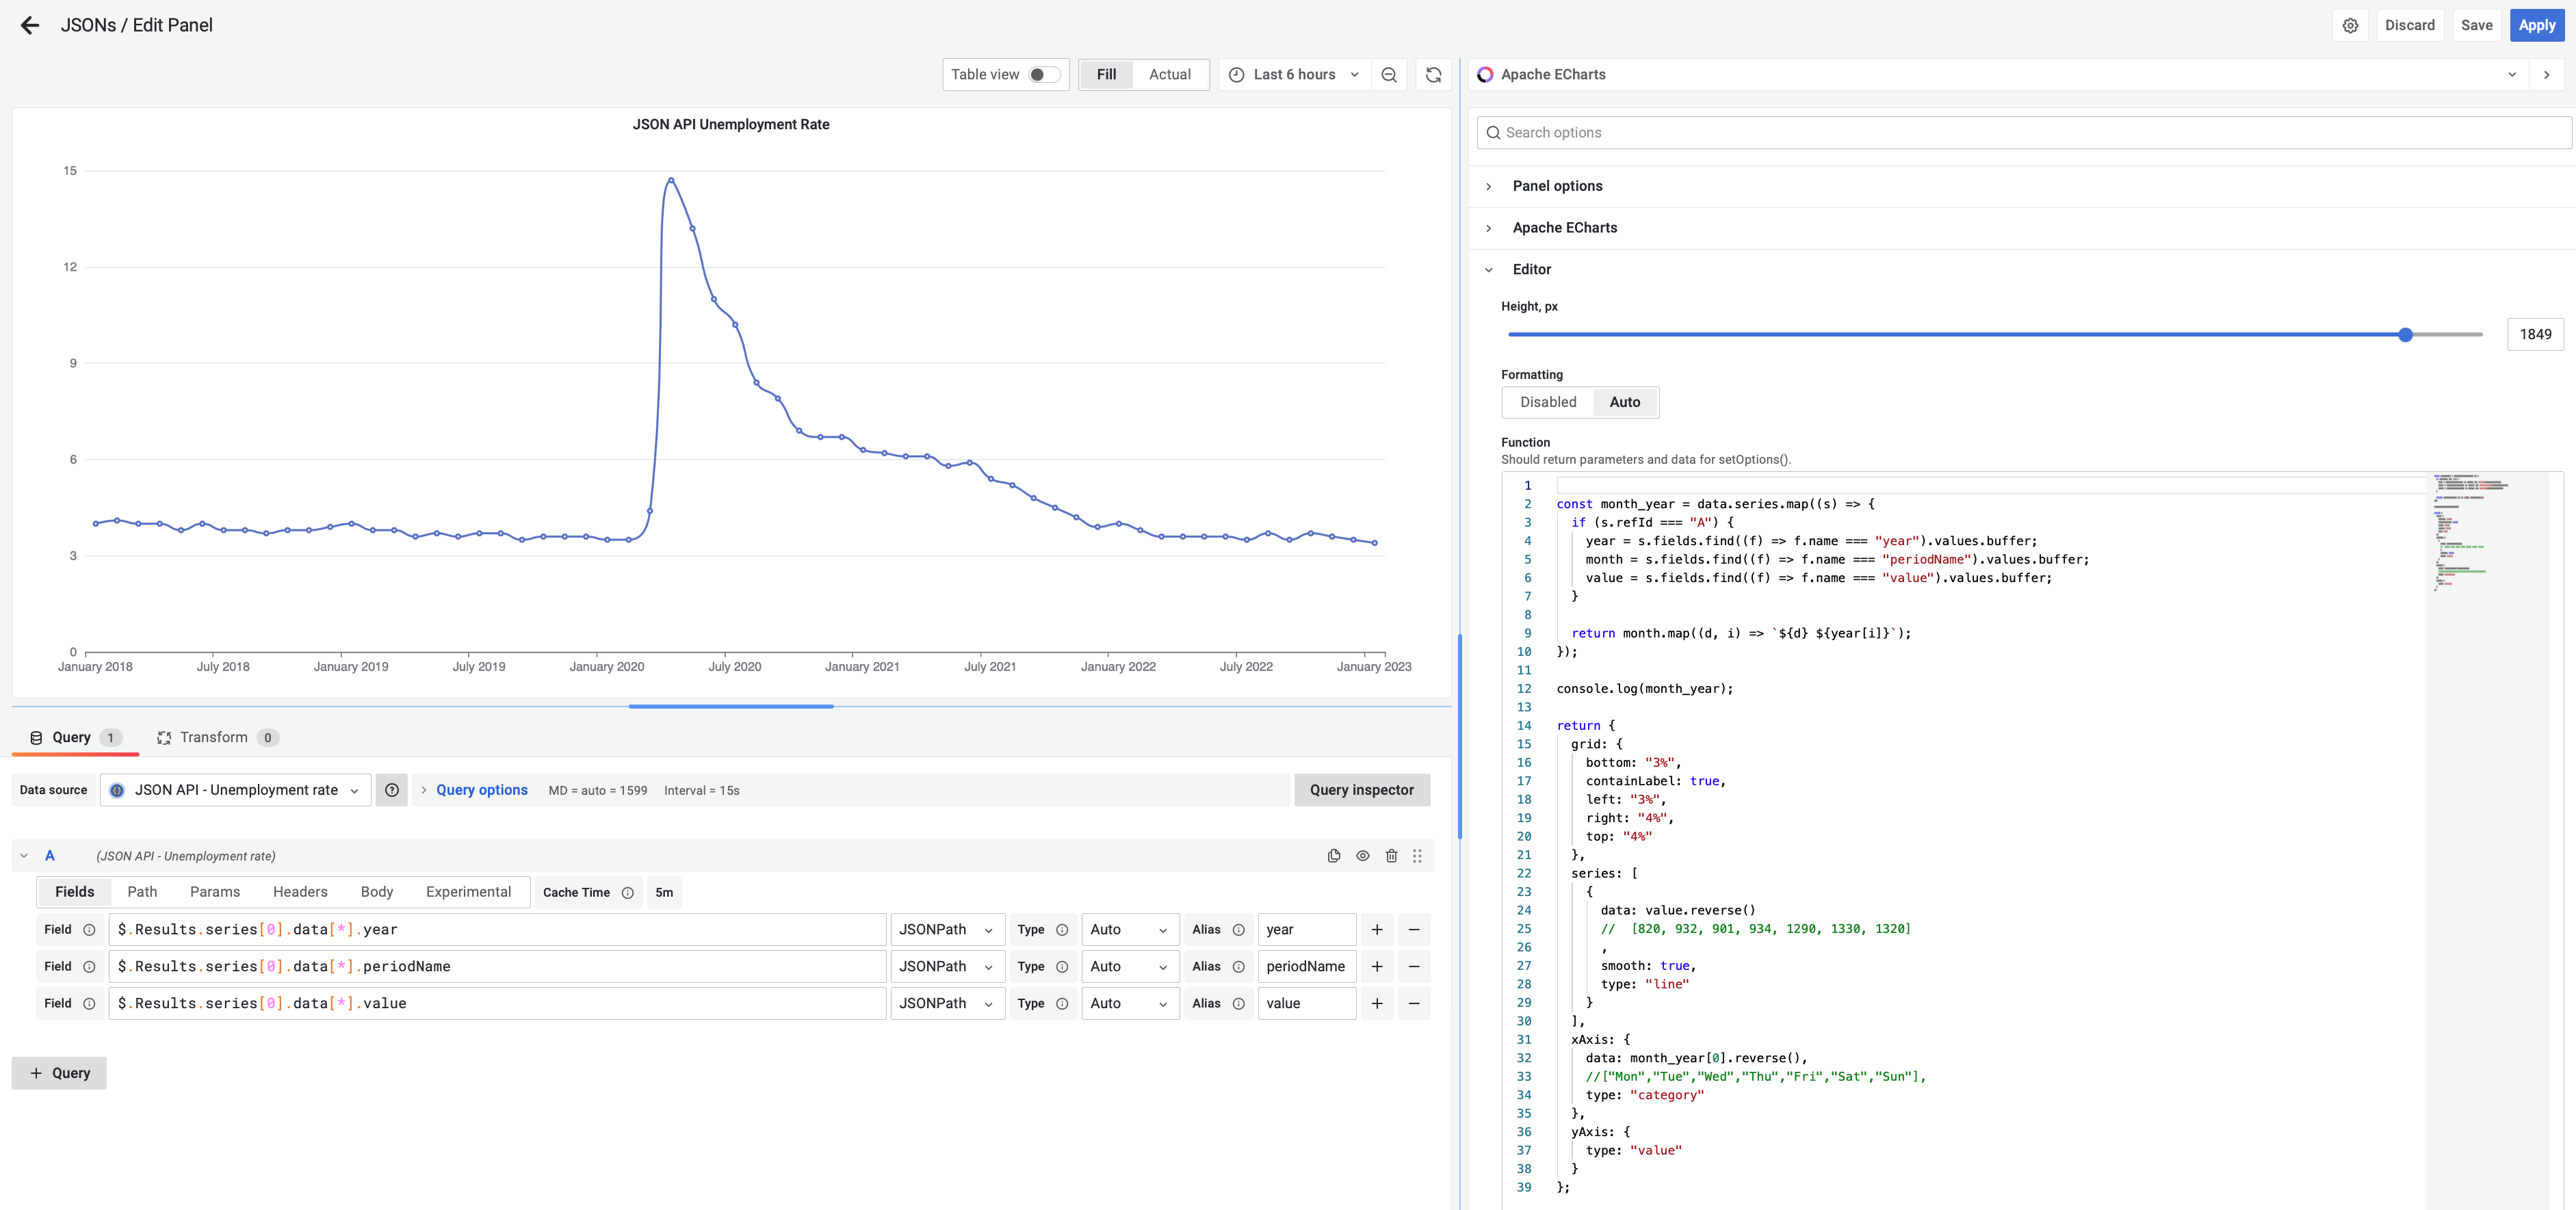 JSONs / Edit Panel
Discard
Save
Apply
Table view
Fill
Actual
Last 6 hours
Apache ECharts
JSON API Unemployment Rate
15
12
9
6
3
0
January 2018
July 2018
January 2019
July 2019
January 2020
July 2020
January 2021
July 2021
January 2022
July 2022
January 2023
Query 1
Transform 0
Data source
JSON API - Unemployment rate
Query options
MD = auto = 1599
Interval = 15s
Query inspector
A
(JSON API - Unemployment rate)
Fields
Path
Params
Headers
Body
Experimental
Cache Time
5m
Field $.Results.series[0].data[*].year JSONPath Type Auto Alias year
Field $.Results.series[0].data[*].periodName JSONPath Type Auto Alias periodName
Field $.Results.series[0].data[*].value JSONPath Type Auto Alias value
+ Query
Search options
Panel options
Apache ECharts
Editor
Height, px
1849
Formatting
Disabled
Auto
Function
Should return parameters and data for setOptions().
1
2 const month_year = data.series.map((s) => {
3 if (s.refId === "A") {
4 year = s.fields.find((f) => f.name === "year").values.buffer;
5 month = s.fields.find((f) => f.name === "periodName").values.buffer;
6 value = s.fields.find((f) => f.name === "value").values.buffer;
7 }
8
9 return month.map((d, i) => `${d} ${year[i]}`);
10 });
11
12 console.log(month_year);
13
14 return {
15 grid: {
16 bottom: "3%",
17 containLabel: true,
18 left: "3%",
19 right: "4%",
20 top: "4%"
21 },
22 series: [
23 {
24 data: value.reverse()
25 // [820, 932, 901, 934, 1290, 1330, 1320]
26 ,
27 smooth: true,
28 type: "line"
29 }
30 ],
31 xAxis: {
32 data: month_year[0].reverse(),
33 //["Mon","Tue","Wed","Thu","Fri","Sat","Sun"],
34 type: "category"
35 },
36 yAxis: {
37 type: "value"
38 }
39 };